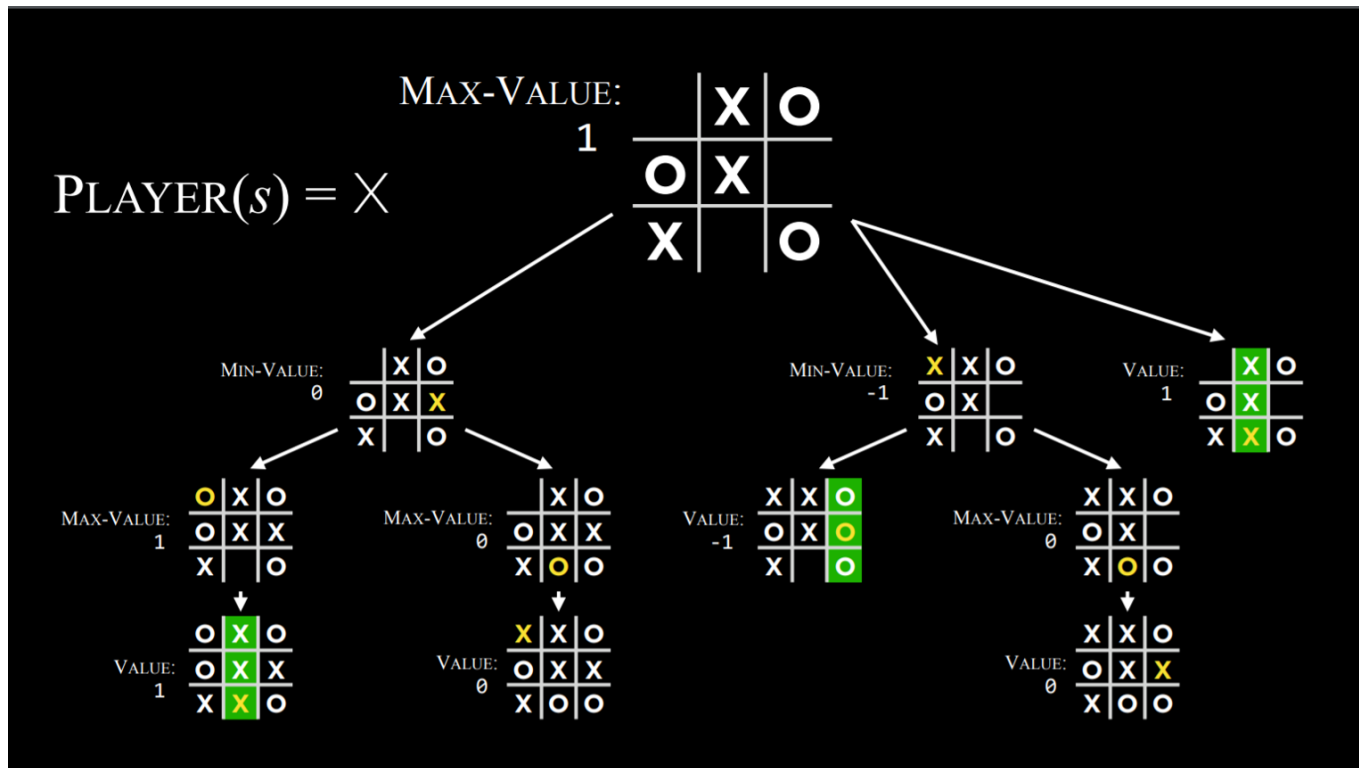 MAX-VALUE:
1
X O
O X
X O
PLAYER(s) = X
MIN-VALUE:
0
X O
O X X
X O
MIN-VALUE:
-1
X X O
O X
X O
VALUE:
1
X O
O X
X X O
MAX-VALUE:
1
O X O
O X X
X O
MAX-VALUE:
0
X O
O X X
X O O
VALUE:
-1
X X O
O X O
X O
MAX-VALUE:
0
X X O
O X
X O O
VALUE:
1
O X O
O X X
X X O
VALUE:
0
X X O
O X X
X O O
VALUE:
0
X X O
O X X
X O O